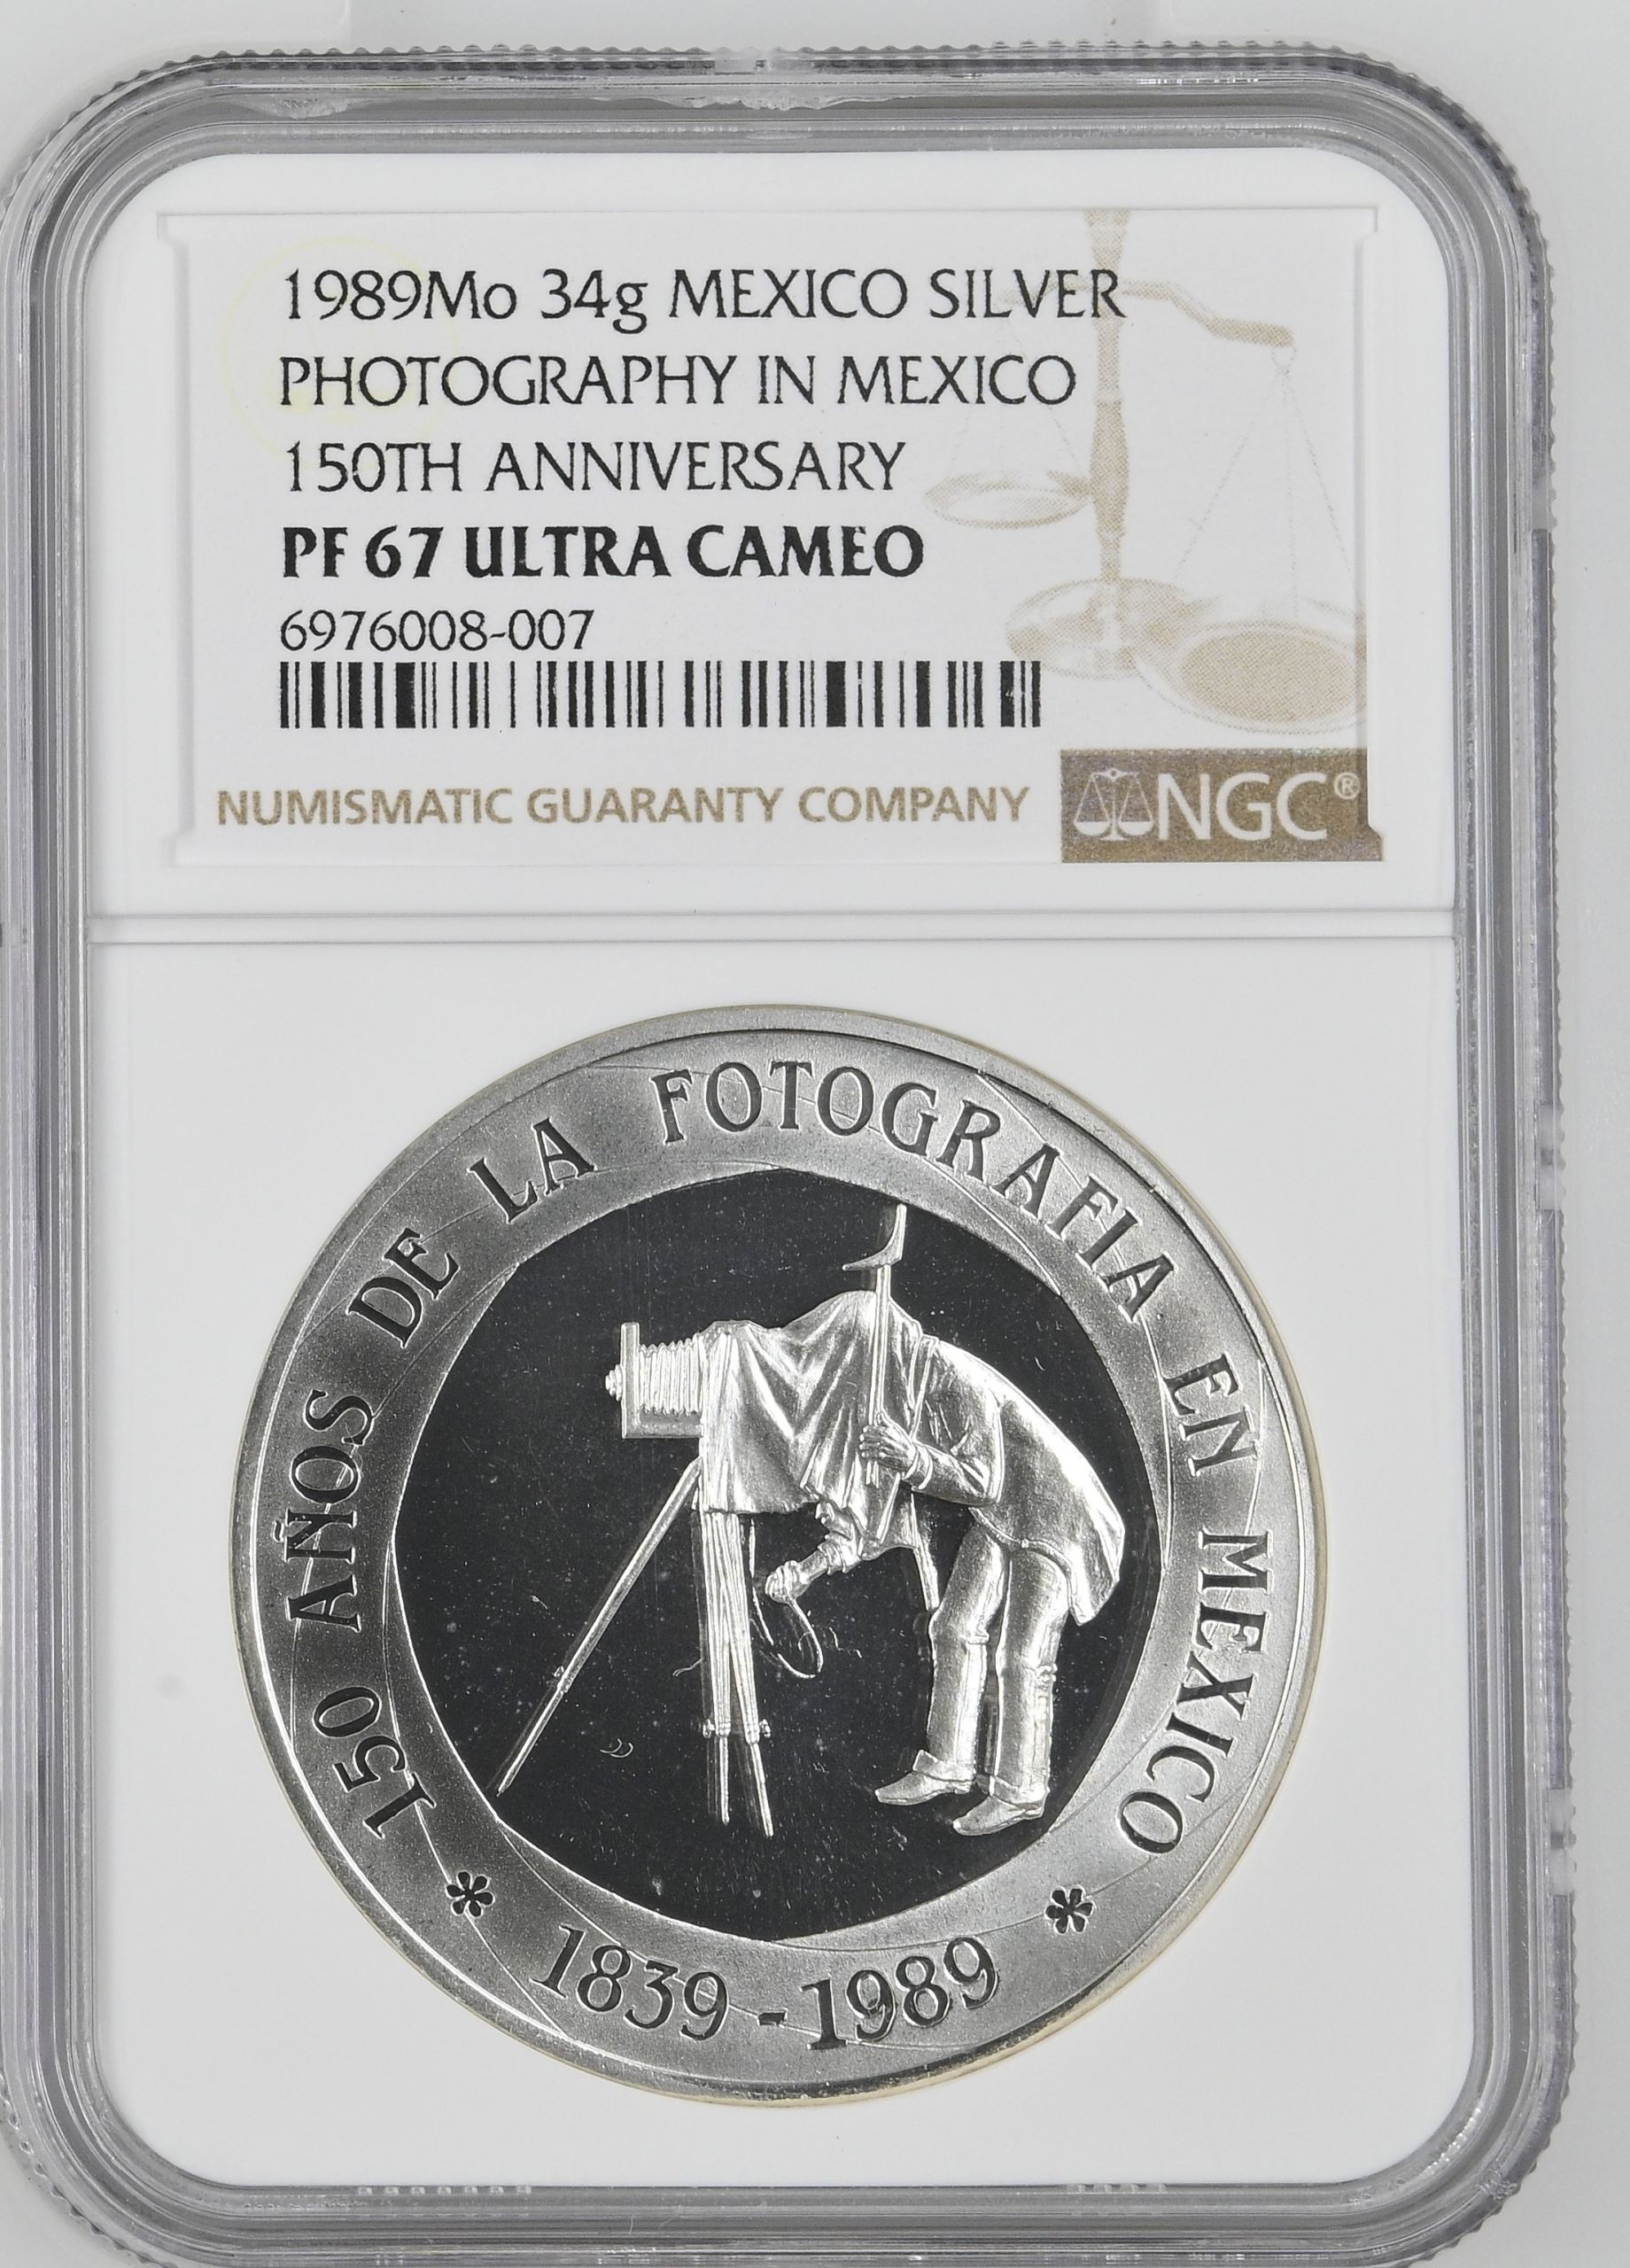 1989Mo 34g MEXICO SILVER
PHOTOGRAPHY IN MEXICO
150TH ANNIVERSARY
PF 67 ULTRA CAMEO
6976008-007
NUMISMATIC GUARANTY COMPANY NGC®
150 AÑOS DE LA FOTOGRAFIA EN MEXICO
* 1839-1989 *